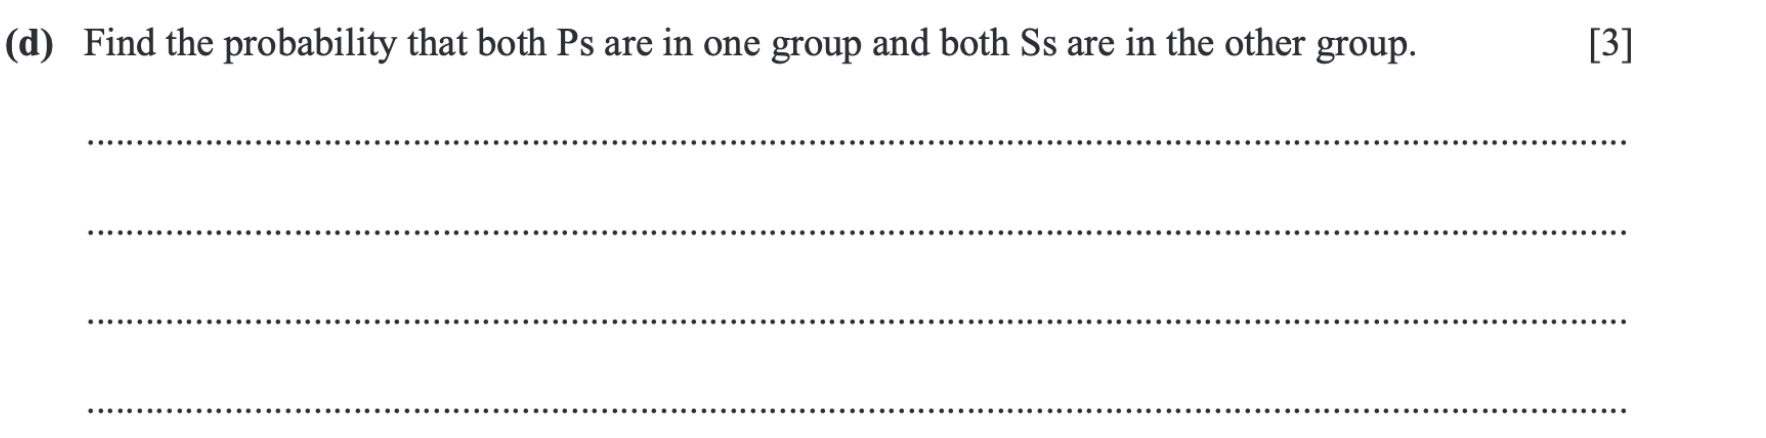 (d) Find the probability that both Ps are in one group and both Ss are in the other group. [3]